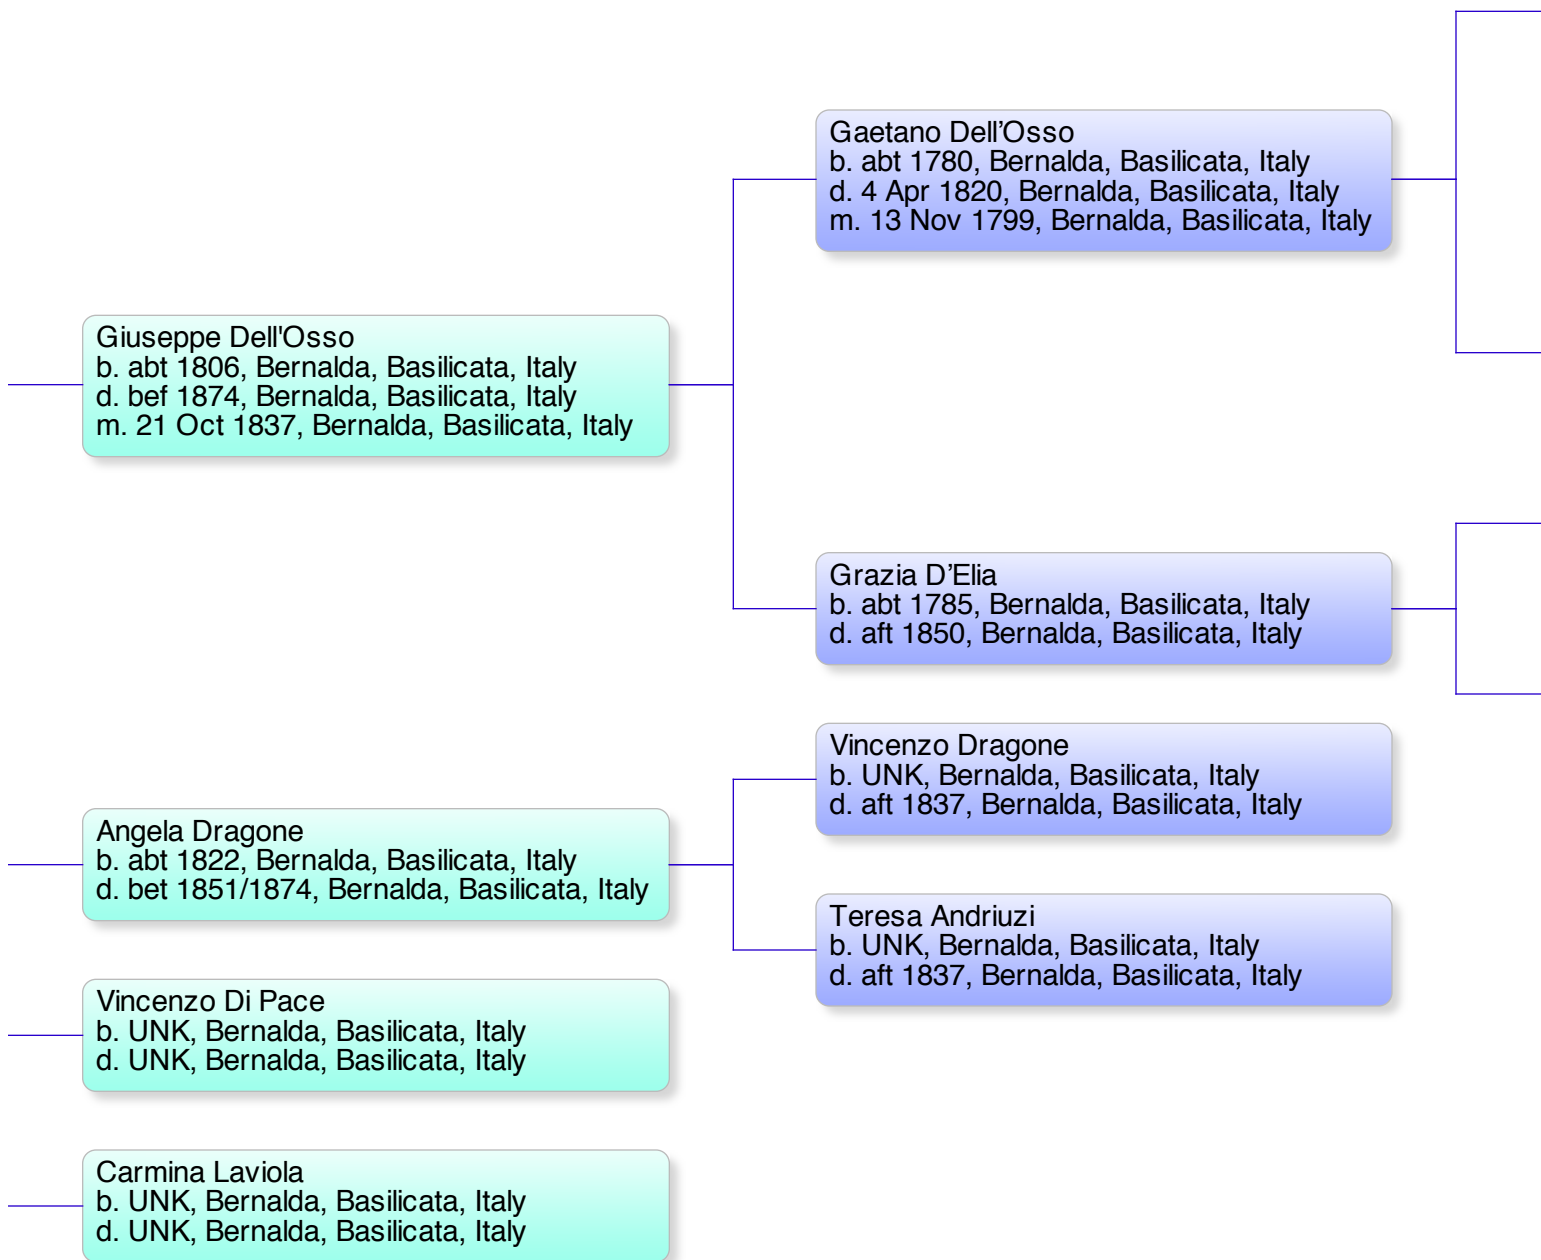 Gaetano Dell’Osso
b. abt 1780, Bernalda, Basilicata, Italy
d. 4 Apr 1820, Bernalda, Basilicata, Italy
m. 13 Nov 1799, Bernalda, Basilicata, Italy
Giuseppe Dell'Osso
b. abt 1806, Bernalda, Basilicata, Italy
d. bef 1874, Bernalda, Basilicata, Italy
m. 21 Oct 1837, Bernalda, Basilicata, Italy
Grazia D’Elia
b. abt 1785, Bernalda, Basilicata, Italy
d. aft 1850, Bernalda, Basilicata, Italy
Vincenzo Dragone
b. UNK, Bernalda, Basilicata, Italy
d. aft 1837, Bernalda, Basilicata, Italy
Angela Dragone
b. abt 1822, Bernalda, Basilicata, Italy
d. bet 1851/1874, Bernalda, Basilicata, Italy
Teresa Andriuzi
b. UNK, Bernalda, Basilicata, Italy
d. aft 1837, Bernalda, Basilicata, Italy
Vincenzo Di Pace
b. UNK, Bernalda, Basilicata, Italy
d. UNK, Bernalda, Basilicata, Italy
Carmina Laviola
b. UNK, Bernalda, Basilicata, Italy
d. UNK, Bernalda, Basilicata, Italy